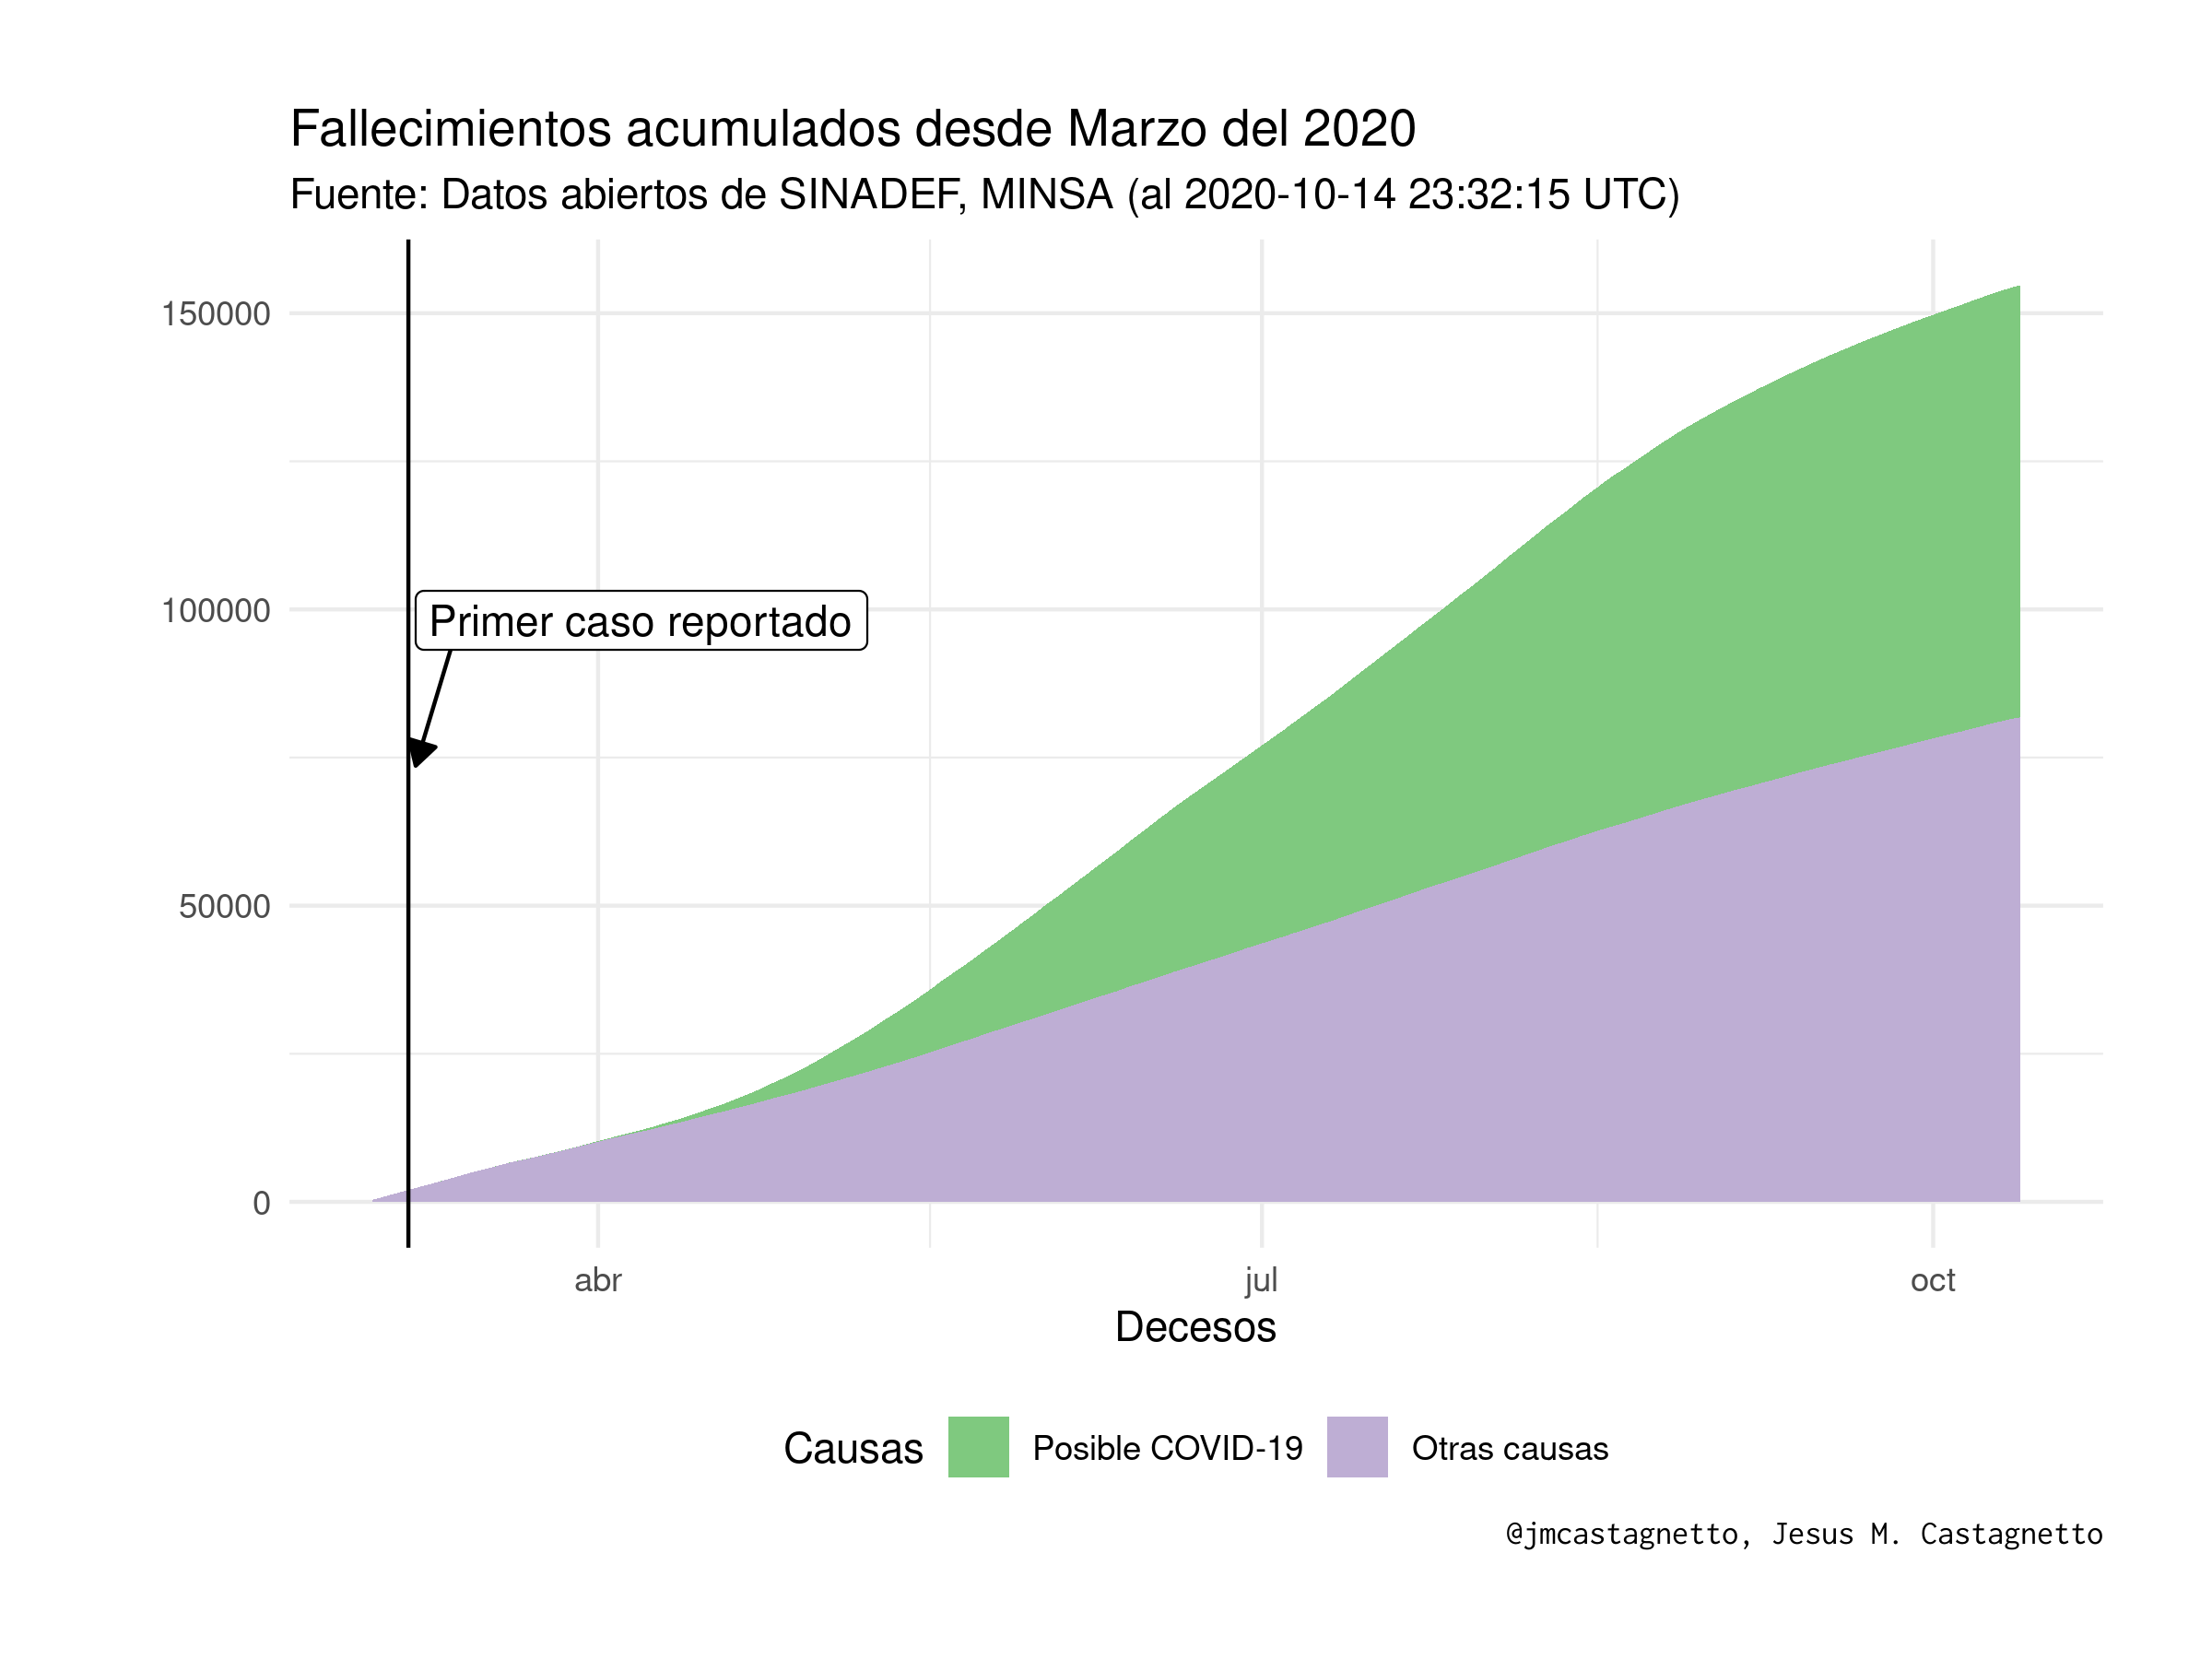 Fallecimientos acumulados desde Marzo del 2020
Fuente: Datos abiertos de SINADEF, MINSA (al 2020-10-14 23:32:15 UTC)
150000
100000
Primer caso reportado
50000
0
abr jul oct
Decesos
Causas Posible COVID-19 Otras causas
@jmcastagnetto, Jesus M. Castagnetto